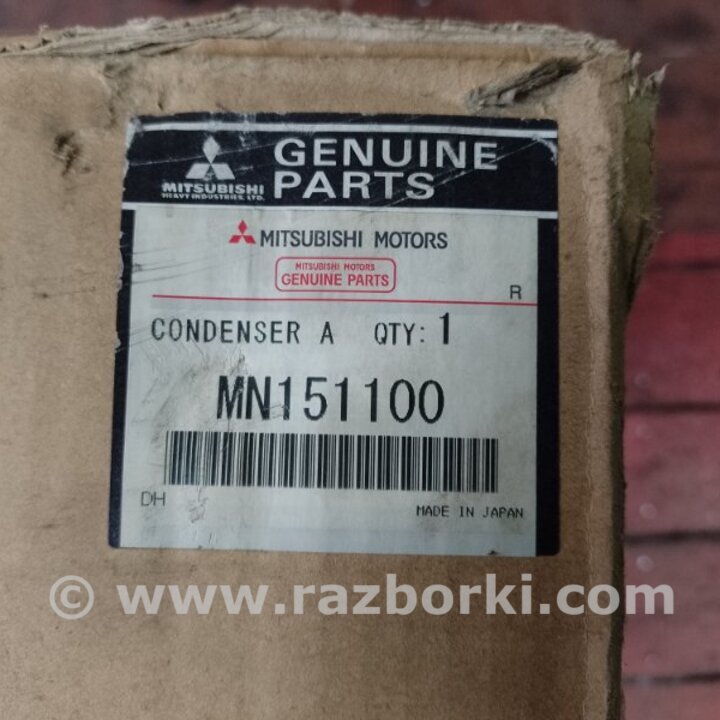 GENUINE
PARTS
MITSUBISHI
HEAVY INDUSTRIES, LTD.
MITSUBISHI MOTORS
MITSUBISHI MOTORS
GENUINE PARTS
R
CONDENSER A QTY: 1
MN151100
DH
MADE IN JAPAN
© www.razborki.com